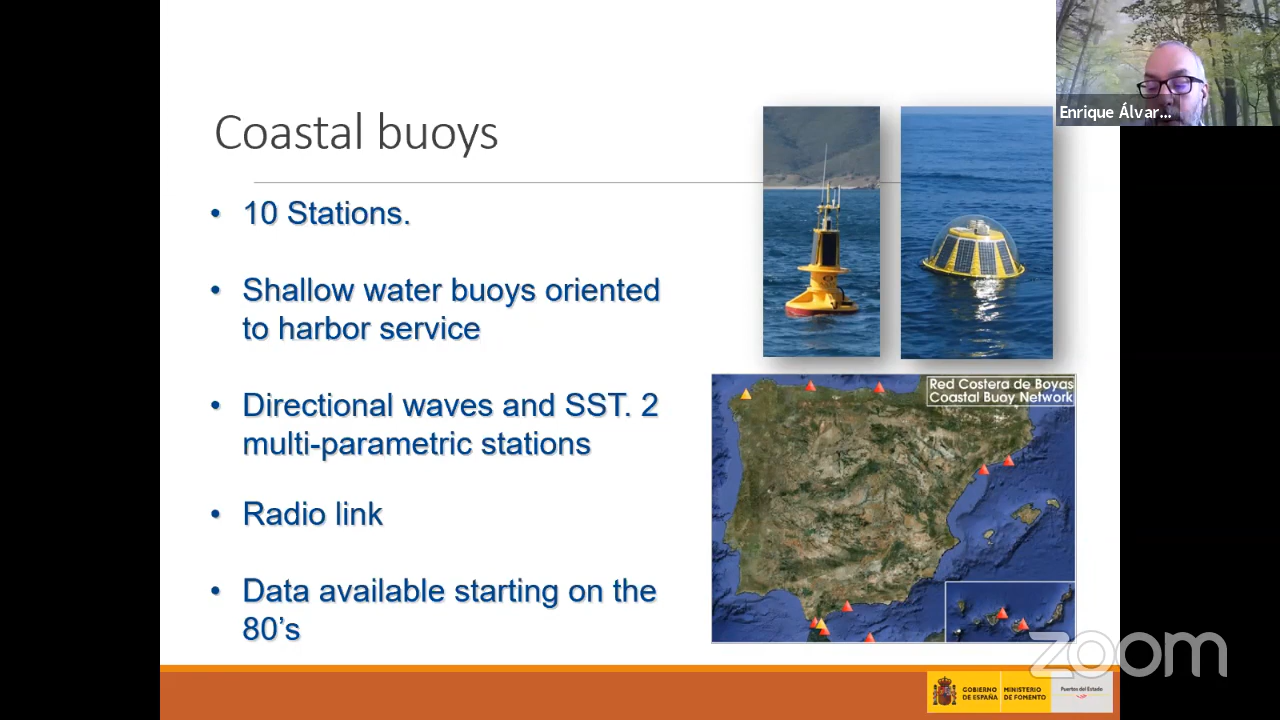 Enrique Álvar...
Coastal buoys
• 10 Stations.
• Shallow water buoys oriented
to harbor service
• Directional waves and SST. 2
multi-parametric stations
• Radio link
• Data available starting on the
80's
Red Costera de Boyas
Coastal Buoy Network
zoom
GOBIERNO
DE ESPAÑA
MINISTERIO
DE FOMENTO
Puertos del Estado